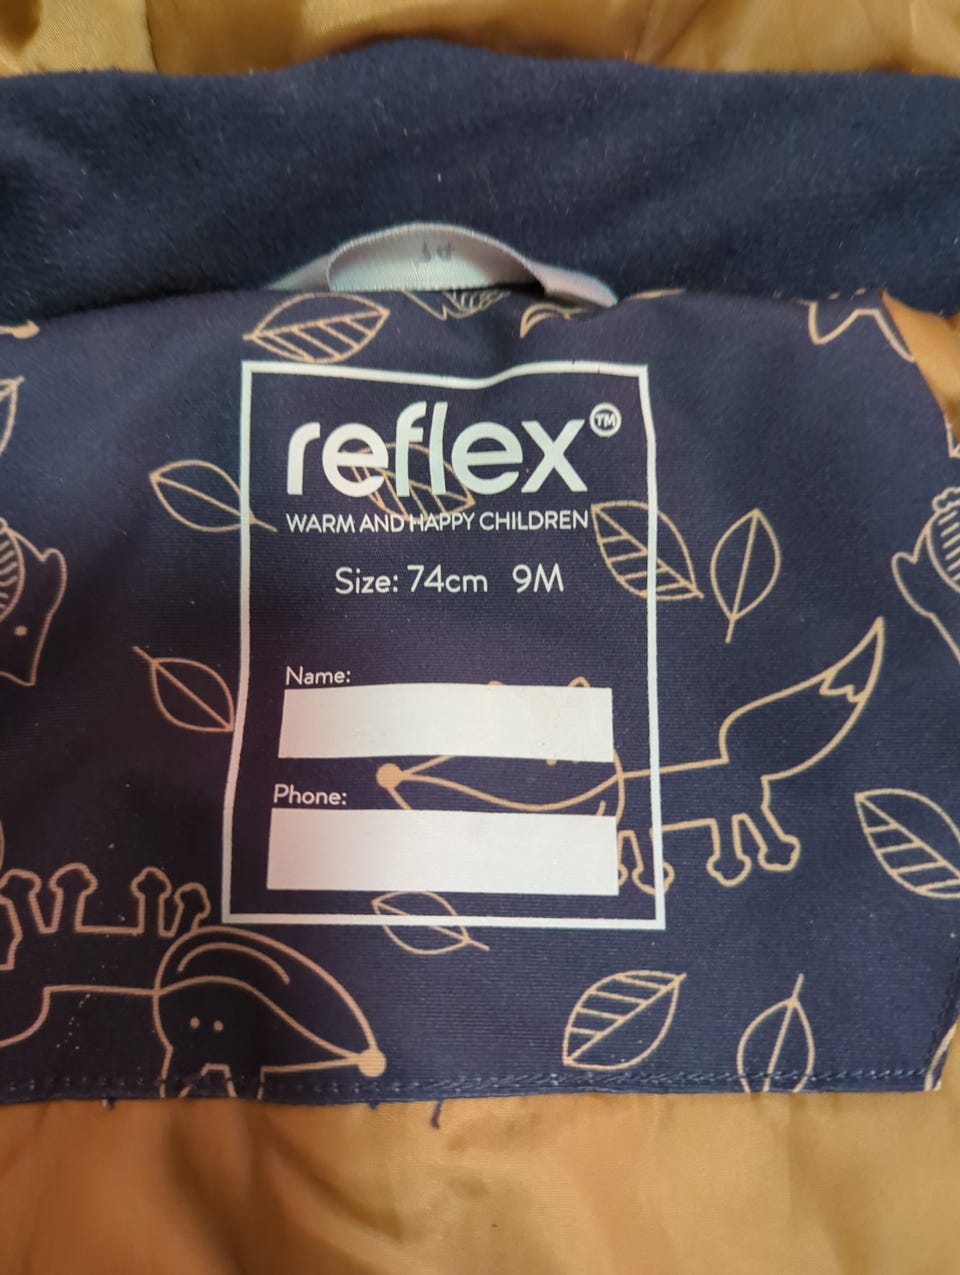 reflex™
WARM AND HAPPY CHILDREN
Size: 74cm 9M
Name:
Phone: